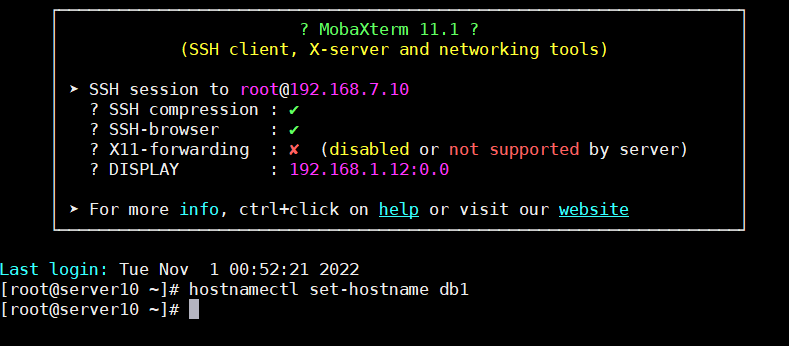 ? MobaXterm 11.1 ?
(SSH client, X-server and networking tools)
➤ SSH session to root@192.168.7.10
? SSH compression : ✔
? SSH-browser     : ✔
? X11-forwarding  : ✘  (disabled or not supported by server)
? DISPLAY         : 192.168.1.12:0.0
➤ For more info, ctrl+click on help or visit our website
Last login: Tue Nov  1 00:52:21 2022
[root@server10 ~]# hostnamectl set-hostname db1
[root@server10 ~]#